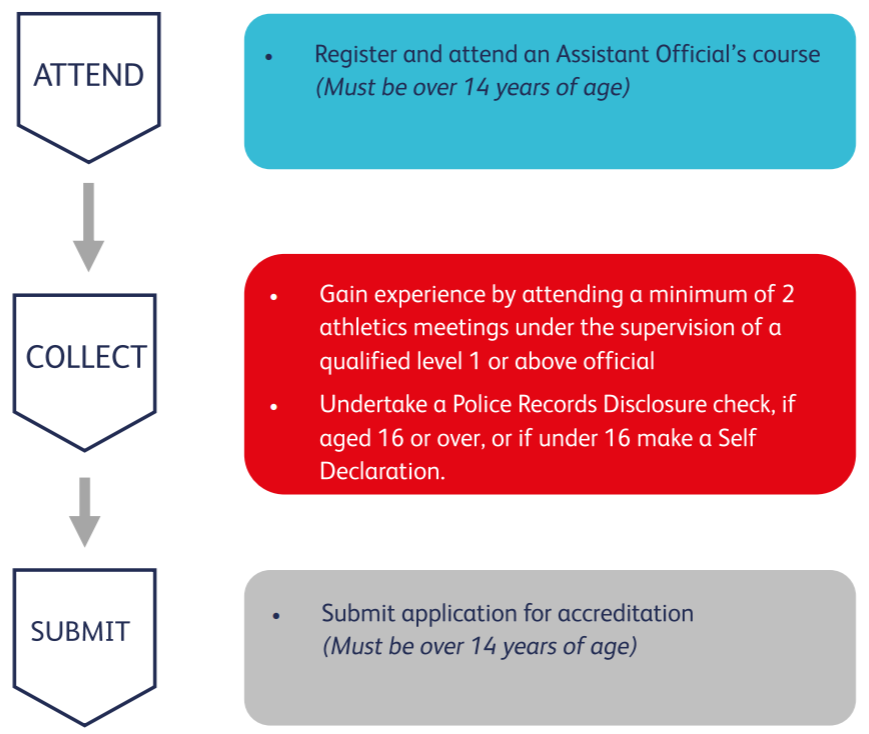 ATTEND
• Register and attend an Assistant Official’s course
(Must be over 14 years of age)
COLLECT
• Gain experience by attending a minimum of 2
athletics meetings under the supervision of a
qualified level 1 or above official
• Undertake a Police Records Disclosure check, if
aged 16 or over, or if under 16 make a Self
Declaration.
SUBMIT
• Submit application for accreditation
(Must be over 14 years of age)